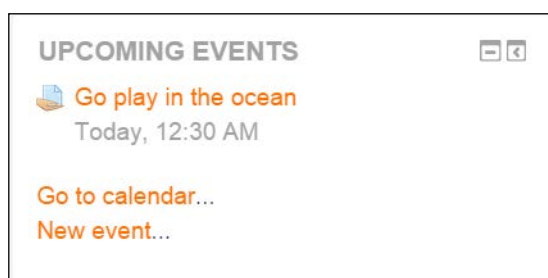 UPCOMING EVENTS
Go play in the ocean
Today, 12:30 AM
Go to calendar...
New event...